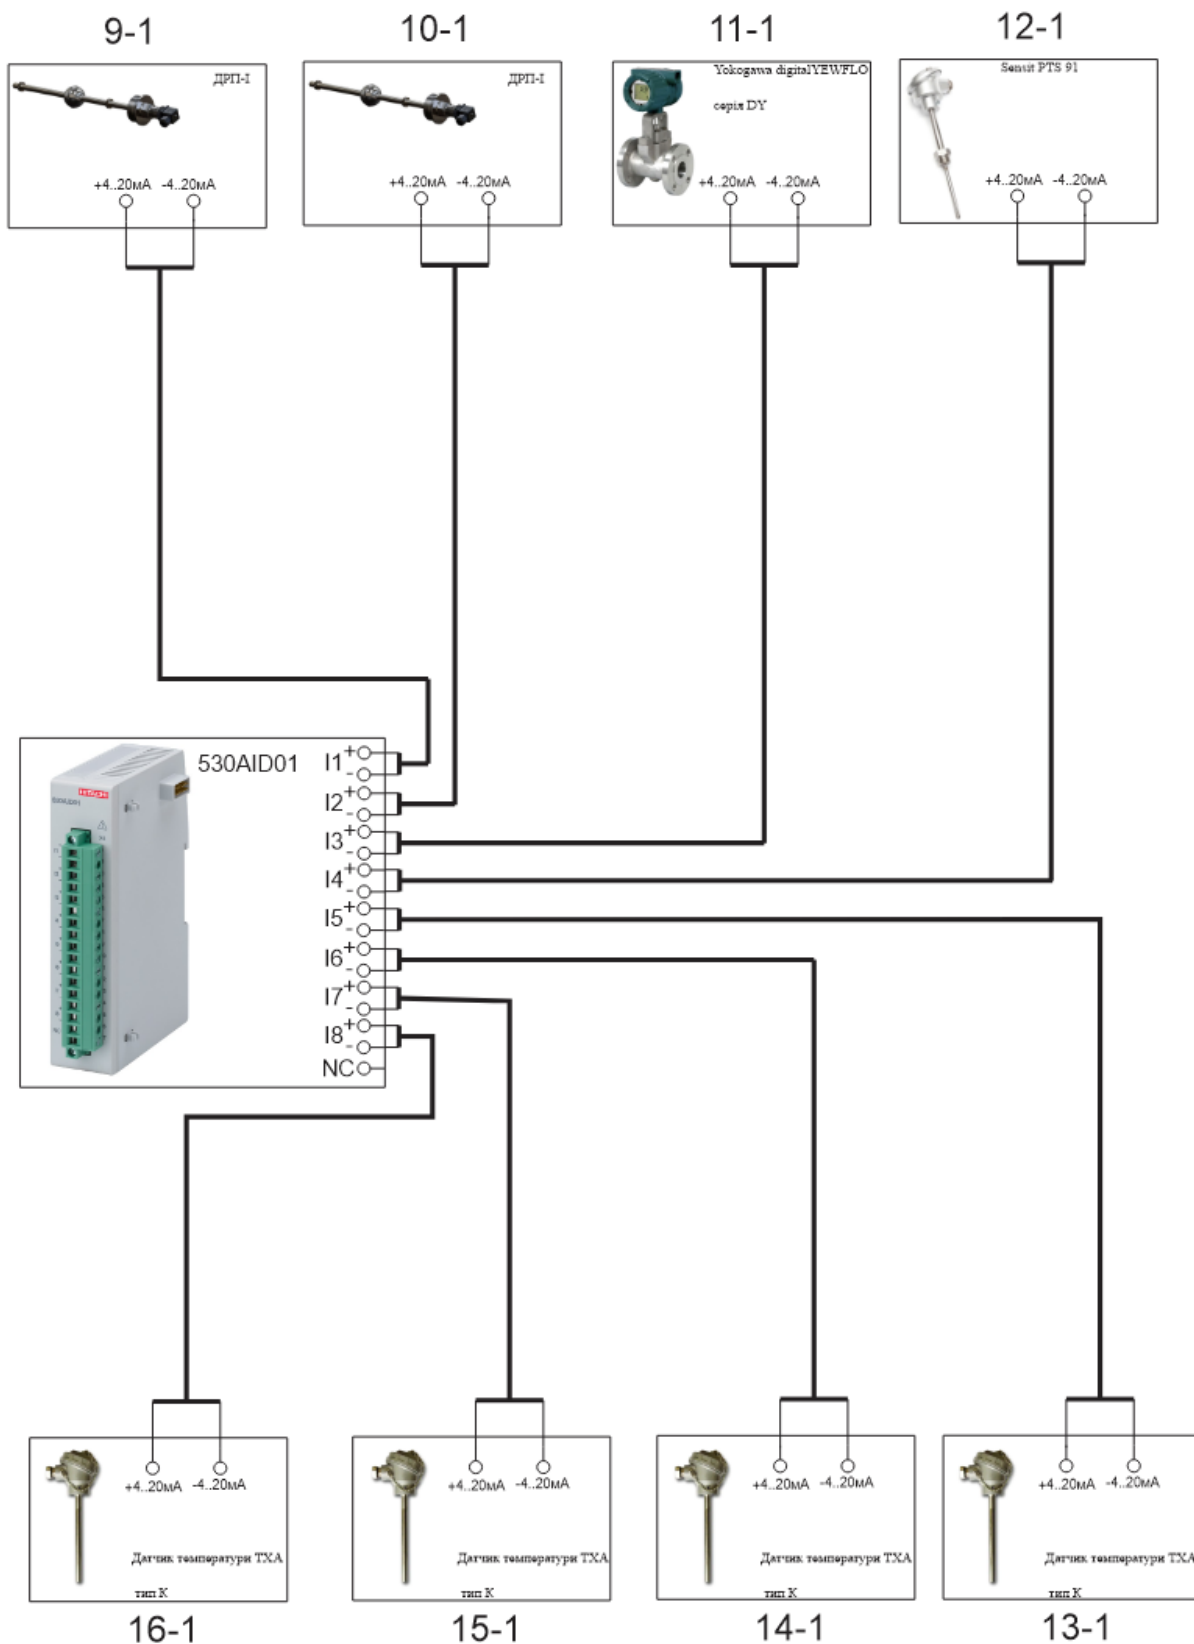 9-1
10-1
11-1
12-1
ДРП-І
+4..20мА -4..20мА
ДРП-І
+4..20мА -4..20мА
Yokogawa digitalYEWFLO
серія DY
+4..20мА -4..20мА
Sensit PTS 91
+4..20мА -4..20мА
530AID01
HITACHI
I1 + -
I2 + -
I3 + -
I4 + -
I5 + -
I6 + -
I7 + -
I8 + -
NC
+4..20мА -4..20мА
Датчик температури ТХА
тип К
+4..20мА -4..20мА
Датчик температури ТХА
тип К
+4..20мА -4..20мА
Датчик температури ТХА
тип К
+4..20мА -4..20мА
Датчик температури ТХА
тип К
16-1
15-1
14-1
13-1